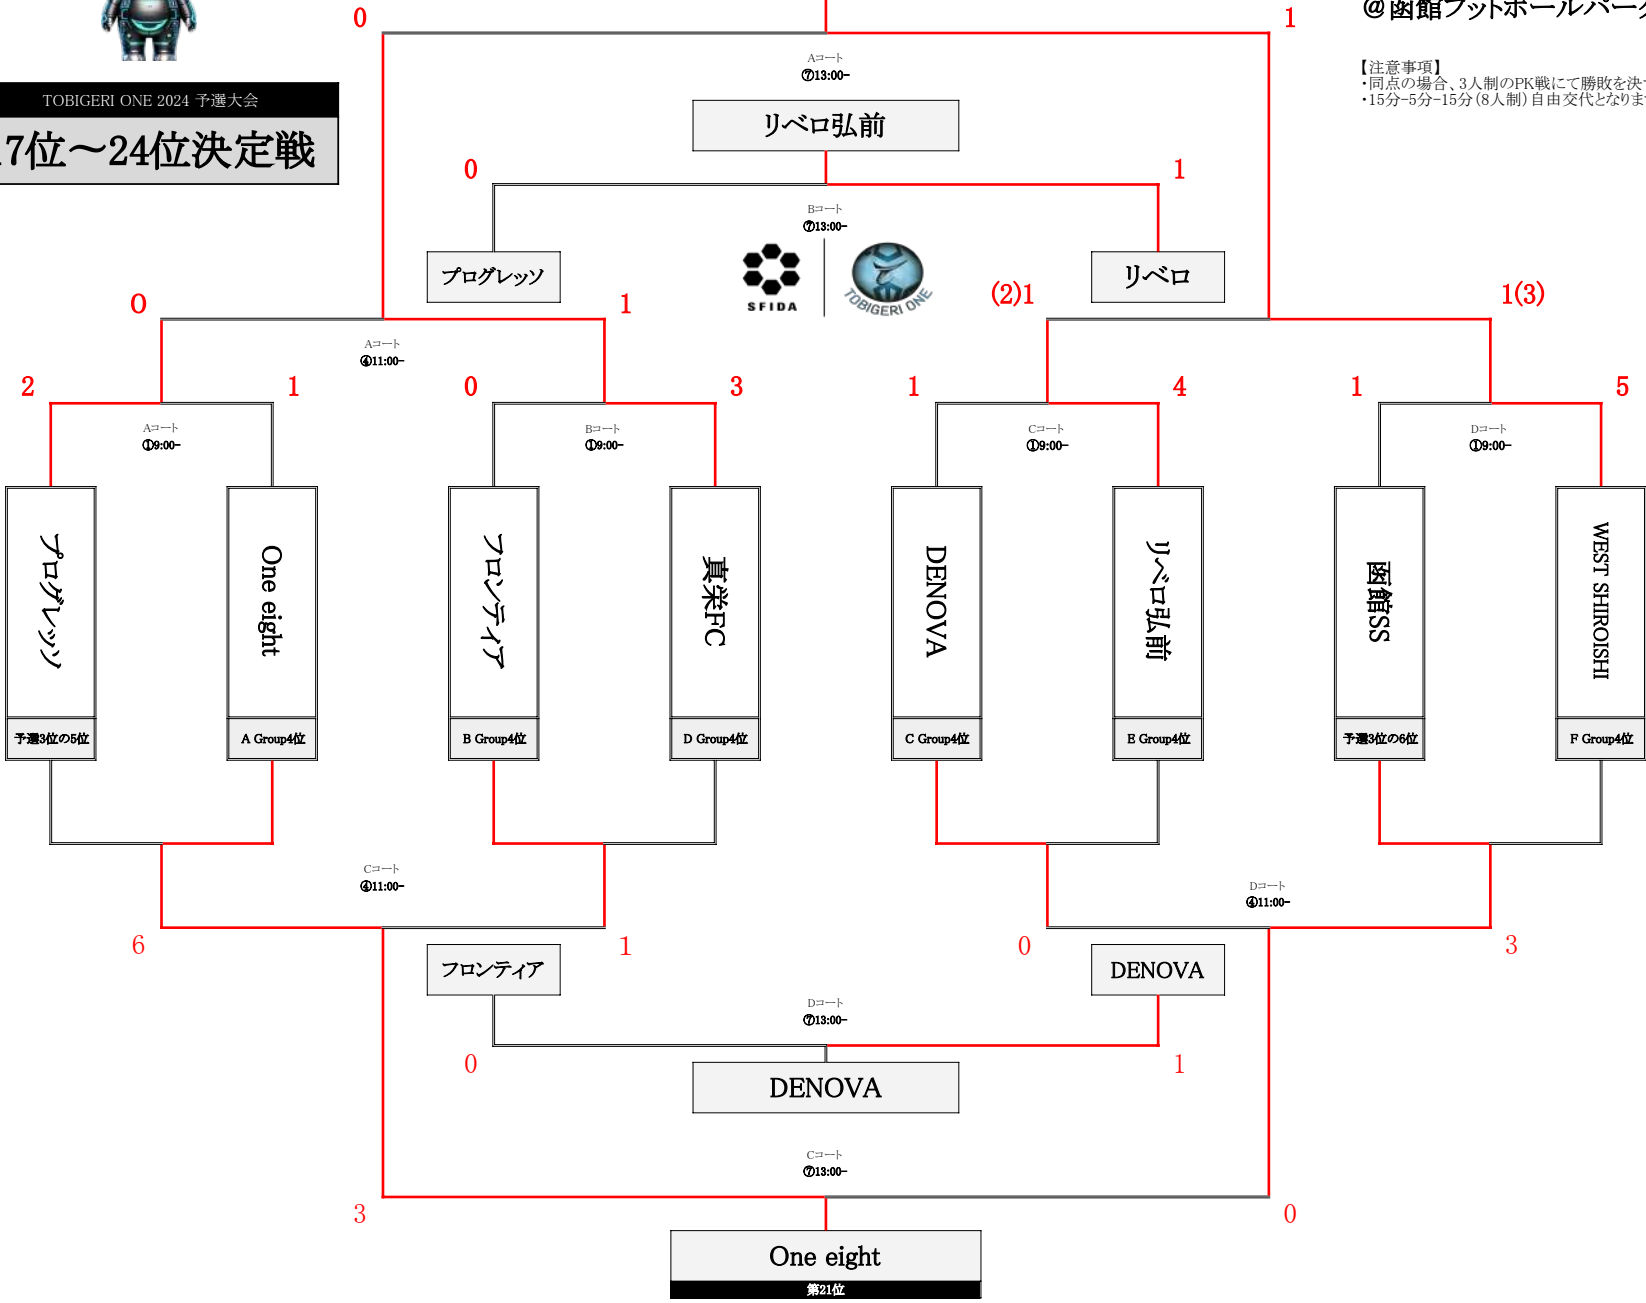 0
1
@函館フットボールパーク
Aコート
⑦13:00-
【注意事項】
・同点の場合、3人制のPK戦にて勝敗を決
・15分-5分-15分(8人制)自由交代となりま
TOBIGERI ONE 2024 予選大会
7位～24位決定戦
リベロ弘前
0
1
Bコート
⑦13:00-
プログレッソ
リベロ
SFIDA
TOBIGERI ONE
0
1
(2)1
1(3)
Aコート
④11:00-
2
1
0
3
1
4
1
5
Aコート
①9:00-
Bコート
①9:00-
Cコート
①9:00-
Dコート
①9:00-
プログレッソ
One eight
フロンティア
真栄FC
DENOVA
リベロ弘前
函館SS
WEST SHIROISHI
予選3位の5位
A Group4位
B Group4位
D Group4位
C Group4位
E Group4位
予選3位の6位
F Group4位
Cコート
④11:00-
Dコート
④11:00-
6
1
0
3
フロンティア
DENOVA
Dコート
⑦13:00-
0
1
DENOVA
Cコート
⑦13:00-
3
0
One eight
第21位